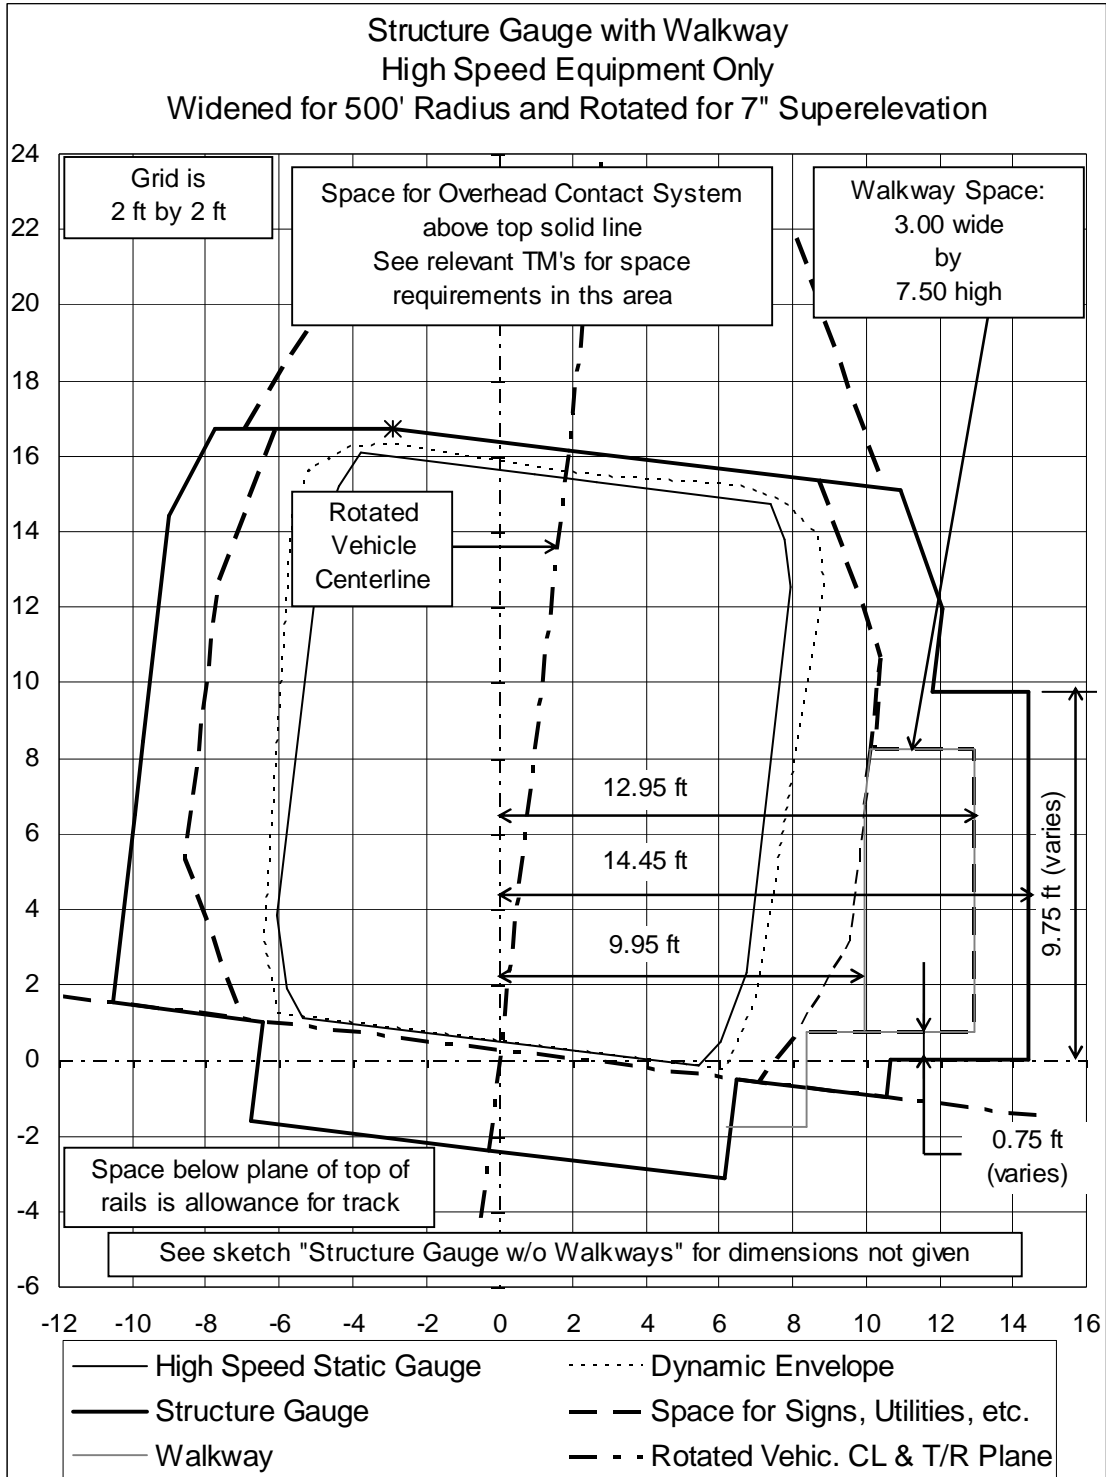 Structure Gauge with Walkway
High Speed Equipment Only
Widened for 500' Radius and Rotated for 7" Superelevation
24
22
20
18
16
14
12
10
8
6
4
2
0
-2
-4
-6
Grid is
2 ft by 2 ft
Space for Overhead Contact System
above top solid line
See relevant TM's for space
requirements in ths area
Walkway Space:
3.00 wide
by
7.50 high
Rotated
Vehicle
Centerline
12.95 ft
14.45 ft
9.95 ft
9.75 ft (varies)
0.75 ft
(varies)
Space below plane of top of
rails is allowance for track
See sketch "Structure Gauge w/o Walkways" for dimensions not given
-12 -10 -8 -6 -4 -2 0 2 4 6 8 10 12 14 16
High Speed Static Gauge
Dynamic Envelope
Structure Gauge
Space for Signs, Utilities, etc.
Walkway
Rotated Vehic. CL & T/R Plane